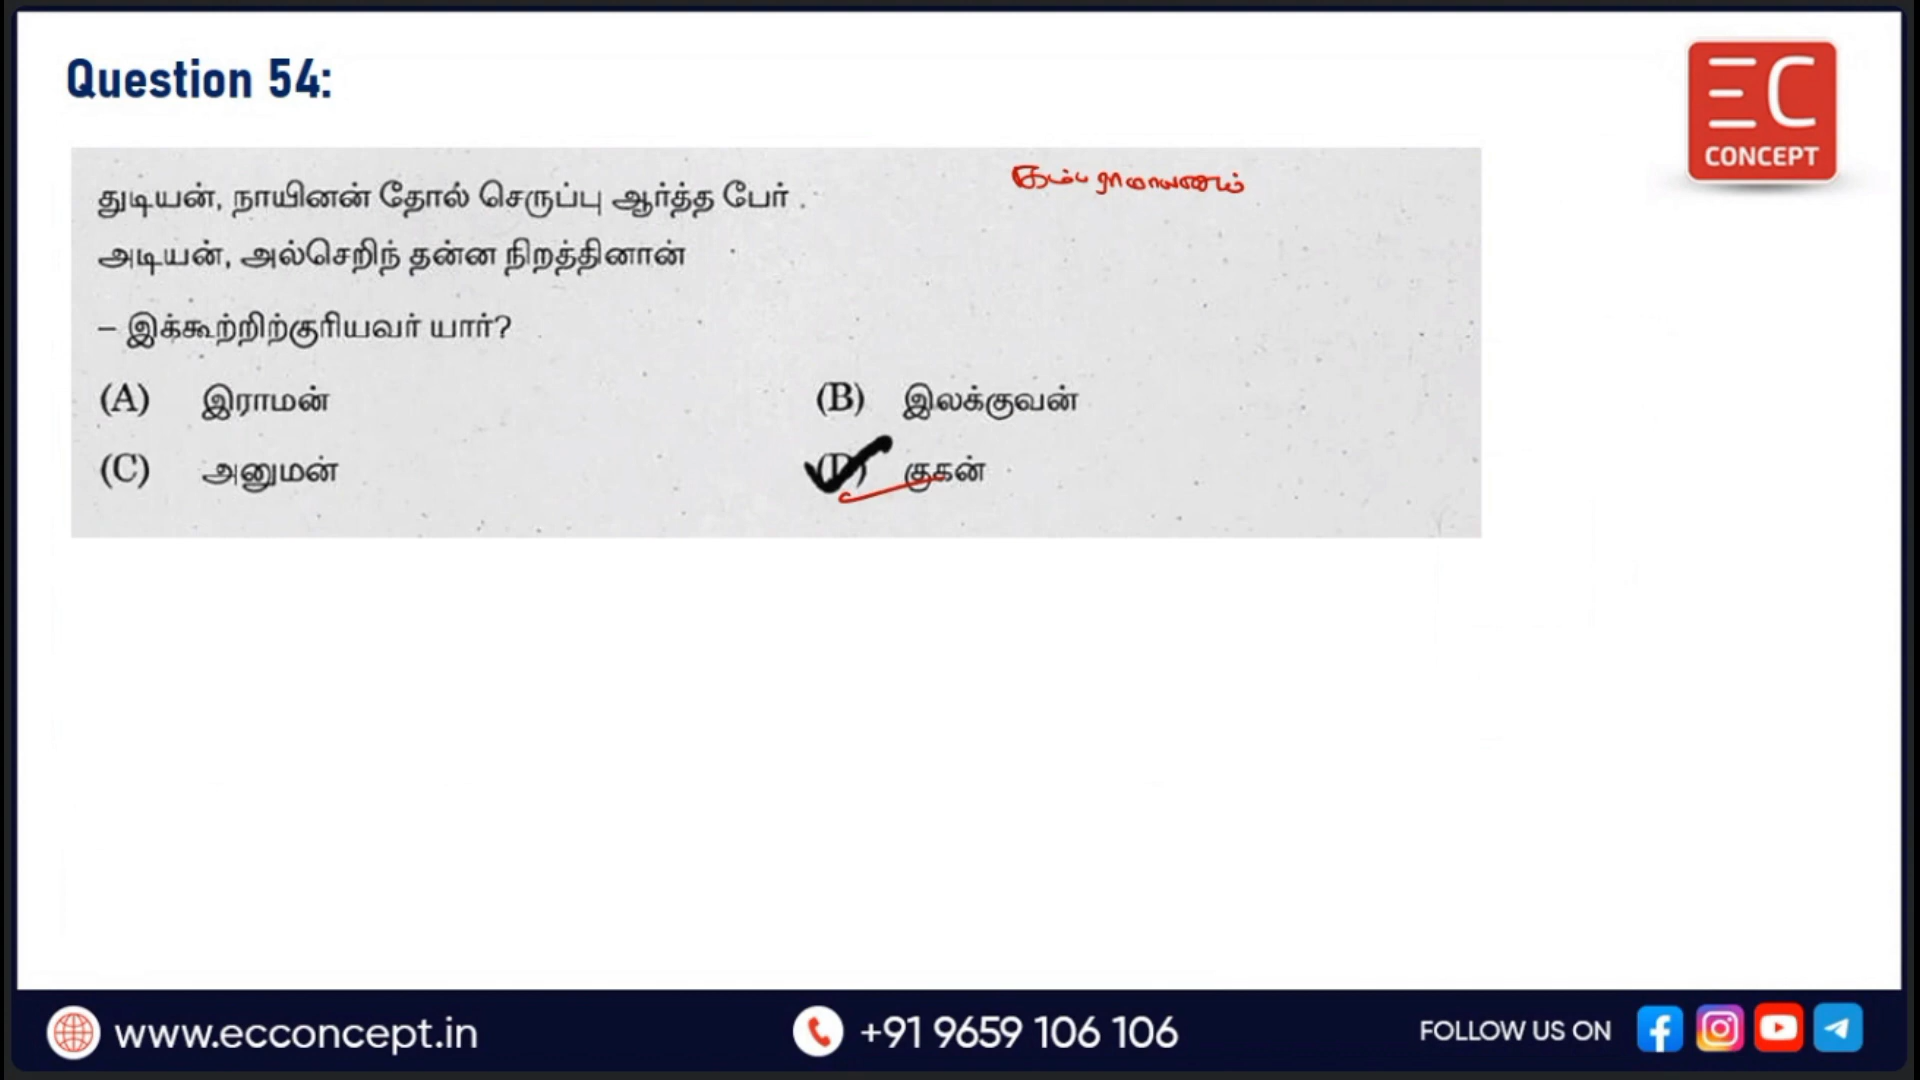 Question 54:
EC
CONCEPT
கம்பராமாயணம்
துடியன், நாயினன் தோல் செருப்பு ஆர்த்த பேர்
அடியன், அல்செறிந் தன்ன நிறத்தினான்
– இக்கூற்றிற்குரியவர் யார்?
(A) இராமன்
(B) இலக்குவன்
(C) அனுமன்
(D) குகன்
www.ecconcept.in
+91 9659 106 106
FOLLOW US ON